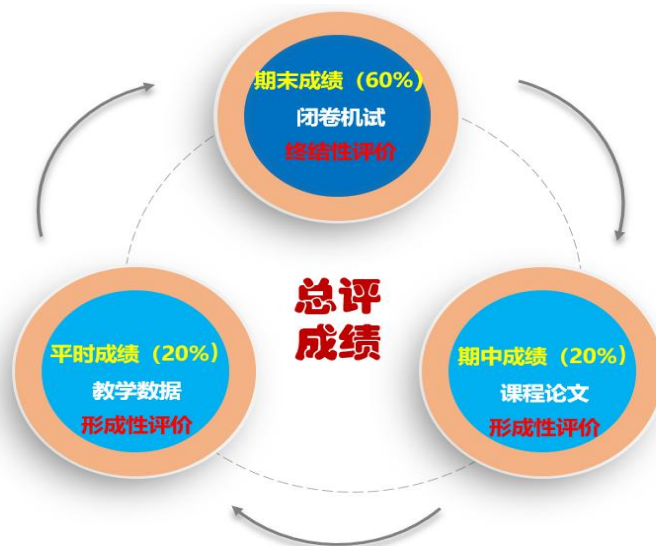 期末成绩（60%）
闭卷机试
终结性评价
总评
成绩
平时成绩（20%）
教学数据
形成性评价
期中成绩（20%）
课程论文
形成性评价